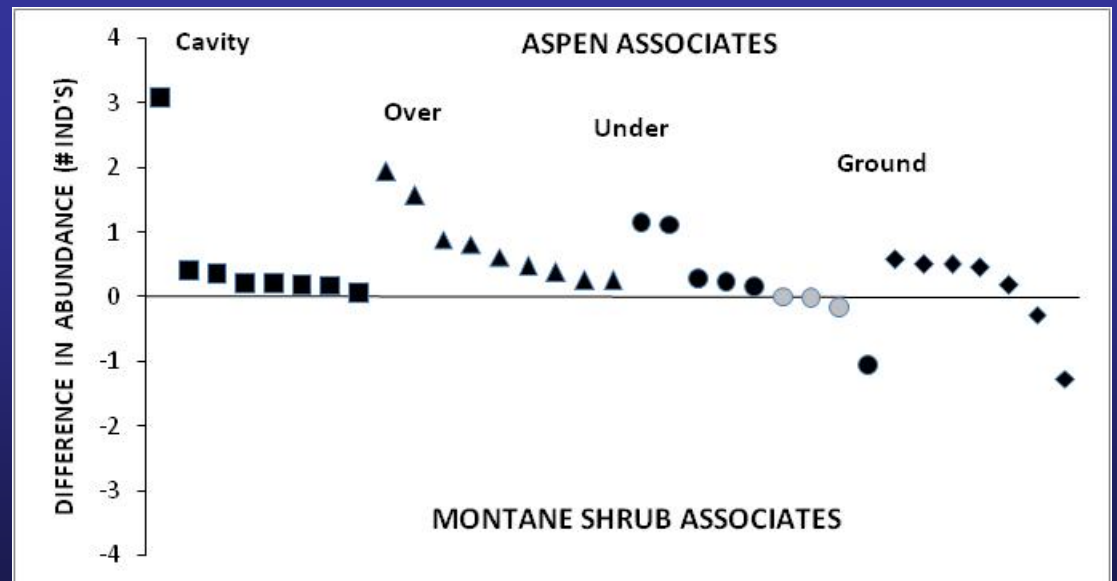 4
Cavity
ASPEN ASSOCIATES
3
Over
Under
2
Ground
1
0
-1
-2
-3
MONTANE SHRUB ASSOCIATES
-4
DIFFERENCE IN ABUNDANCE (# IND'S)